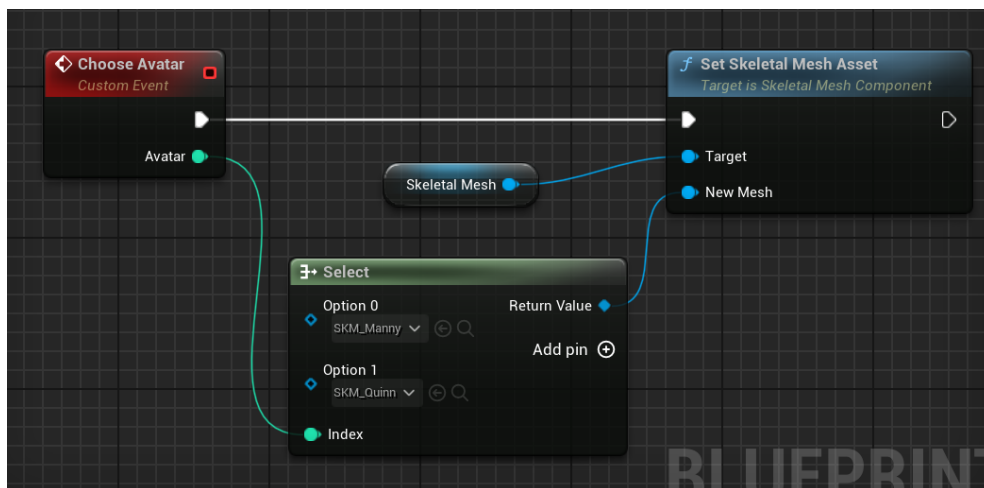 Choose Avatar
Custom Event
Avatar
Skeletal Mesh
Set Skeletal Mesh Asset
Target is Skeletal Mesh Component
Target
New Mesh
Select
Option 0
SKM_Manny
Return Value
Add pin
Option 1
SKM_Quinn
Index
BLUEPRINT